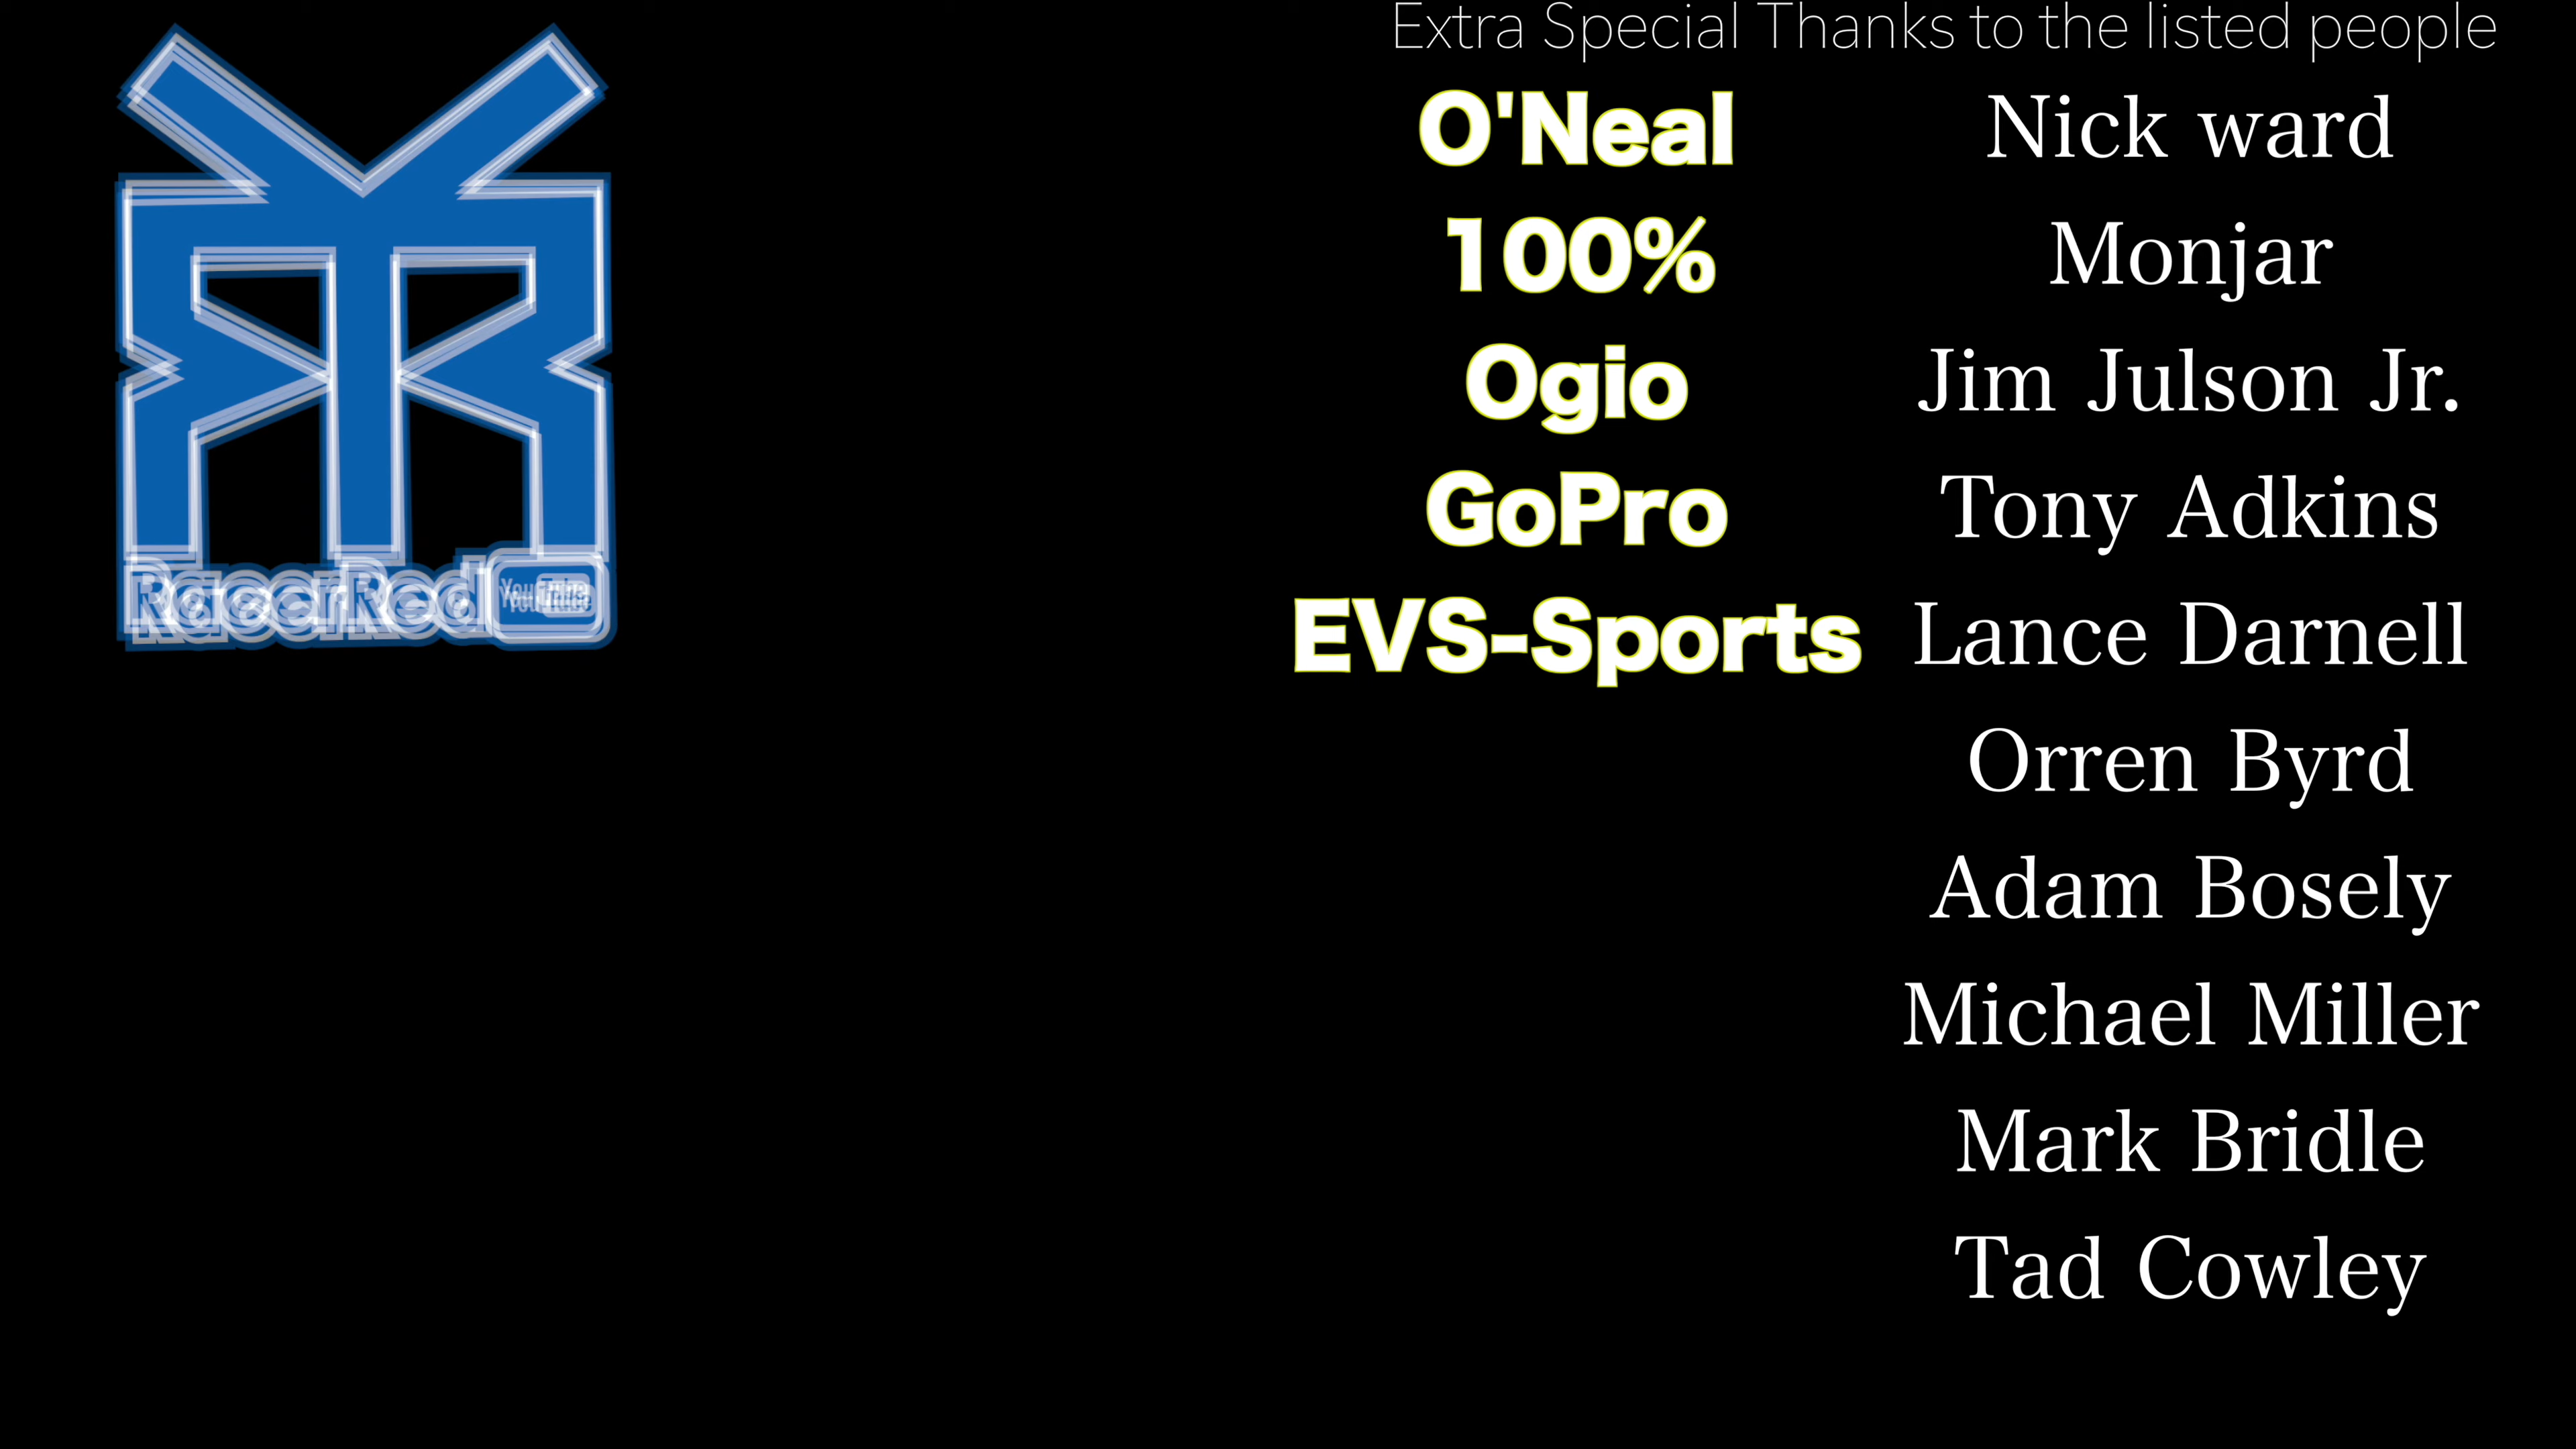 Extra Special Thanks to the listed people
O'Neal
100%
Ogio
GoPro
EVS-Sports
Nick ward
Monjar
Jim Julson Jr.
Tony Adkins
Lance Darnell
Orren Byrd
Adam Bosely
Michael Miller
Mark Bridle
Tad Cowley
RacerRed YouTube